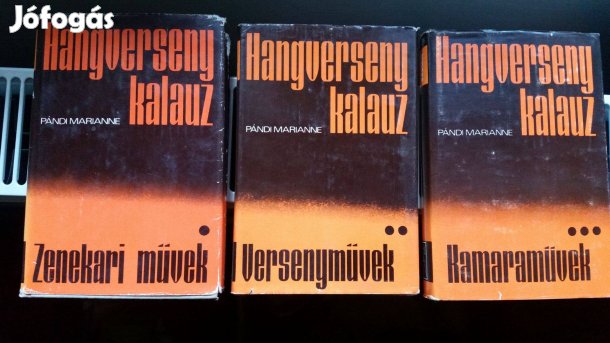 Jófogás
Hangverseny
kalauz
PÁNDI MARIANNE
Zenekari művek
Hangverseny
kalauz
PÁNDI MARIANNE
Versenyművek
Hangverseny
kalauz
PÁNDI MARIANNE
Kamaraművek